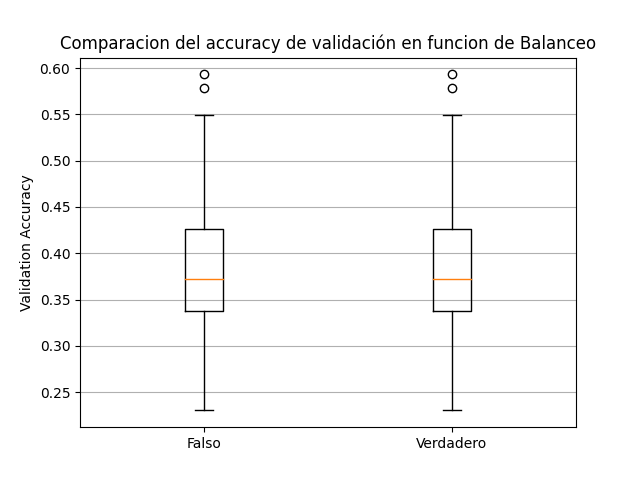 Comparacion del accuracy de validación en funcion de Balanceo
0.60
0.55
0.50
0.45
0.40
0.35
0.30
0.25
Validation Accuracy
Falso
Verdadero